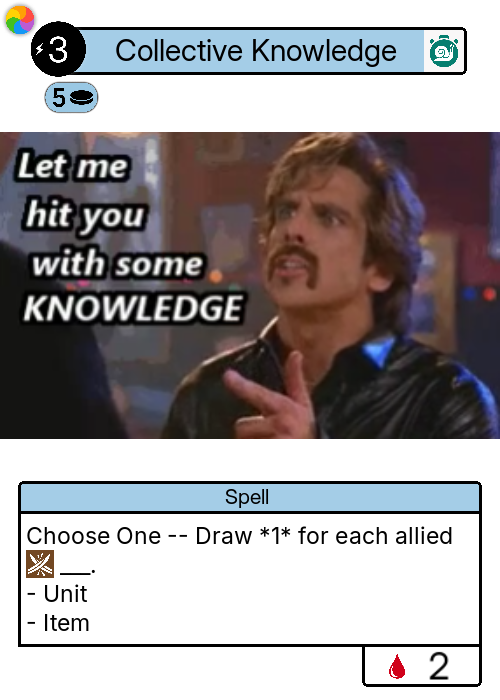 3
Collective Knowledge
5
Let me
hit you
with some
KNOWLEDGE
Spell
Choose One -- Draw *1* for each allied
___.
- Unit
- Item
2